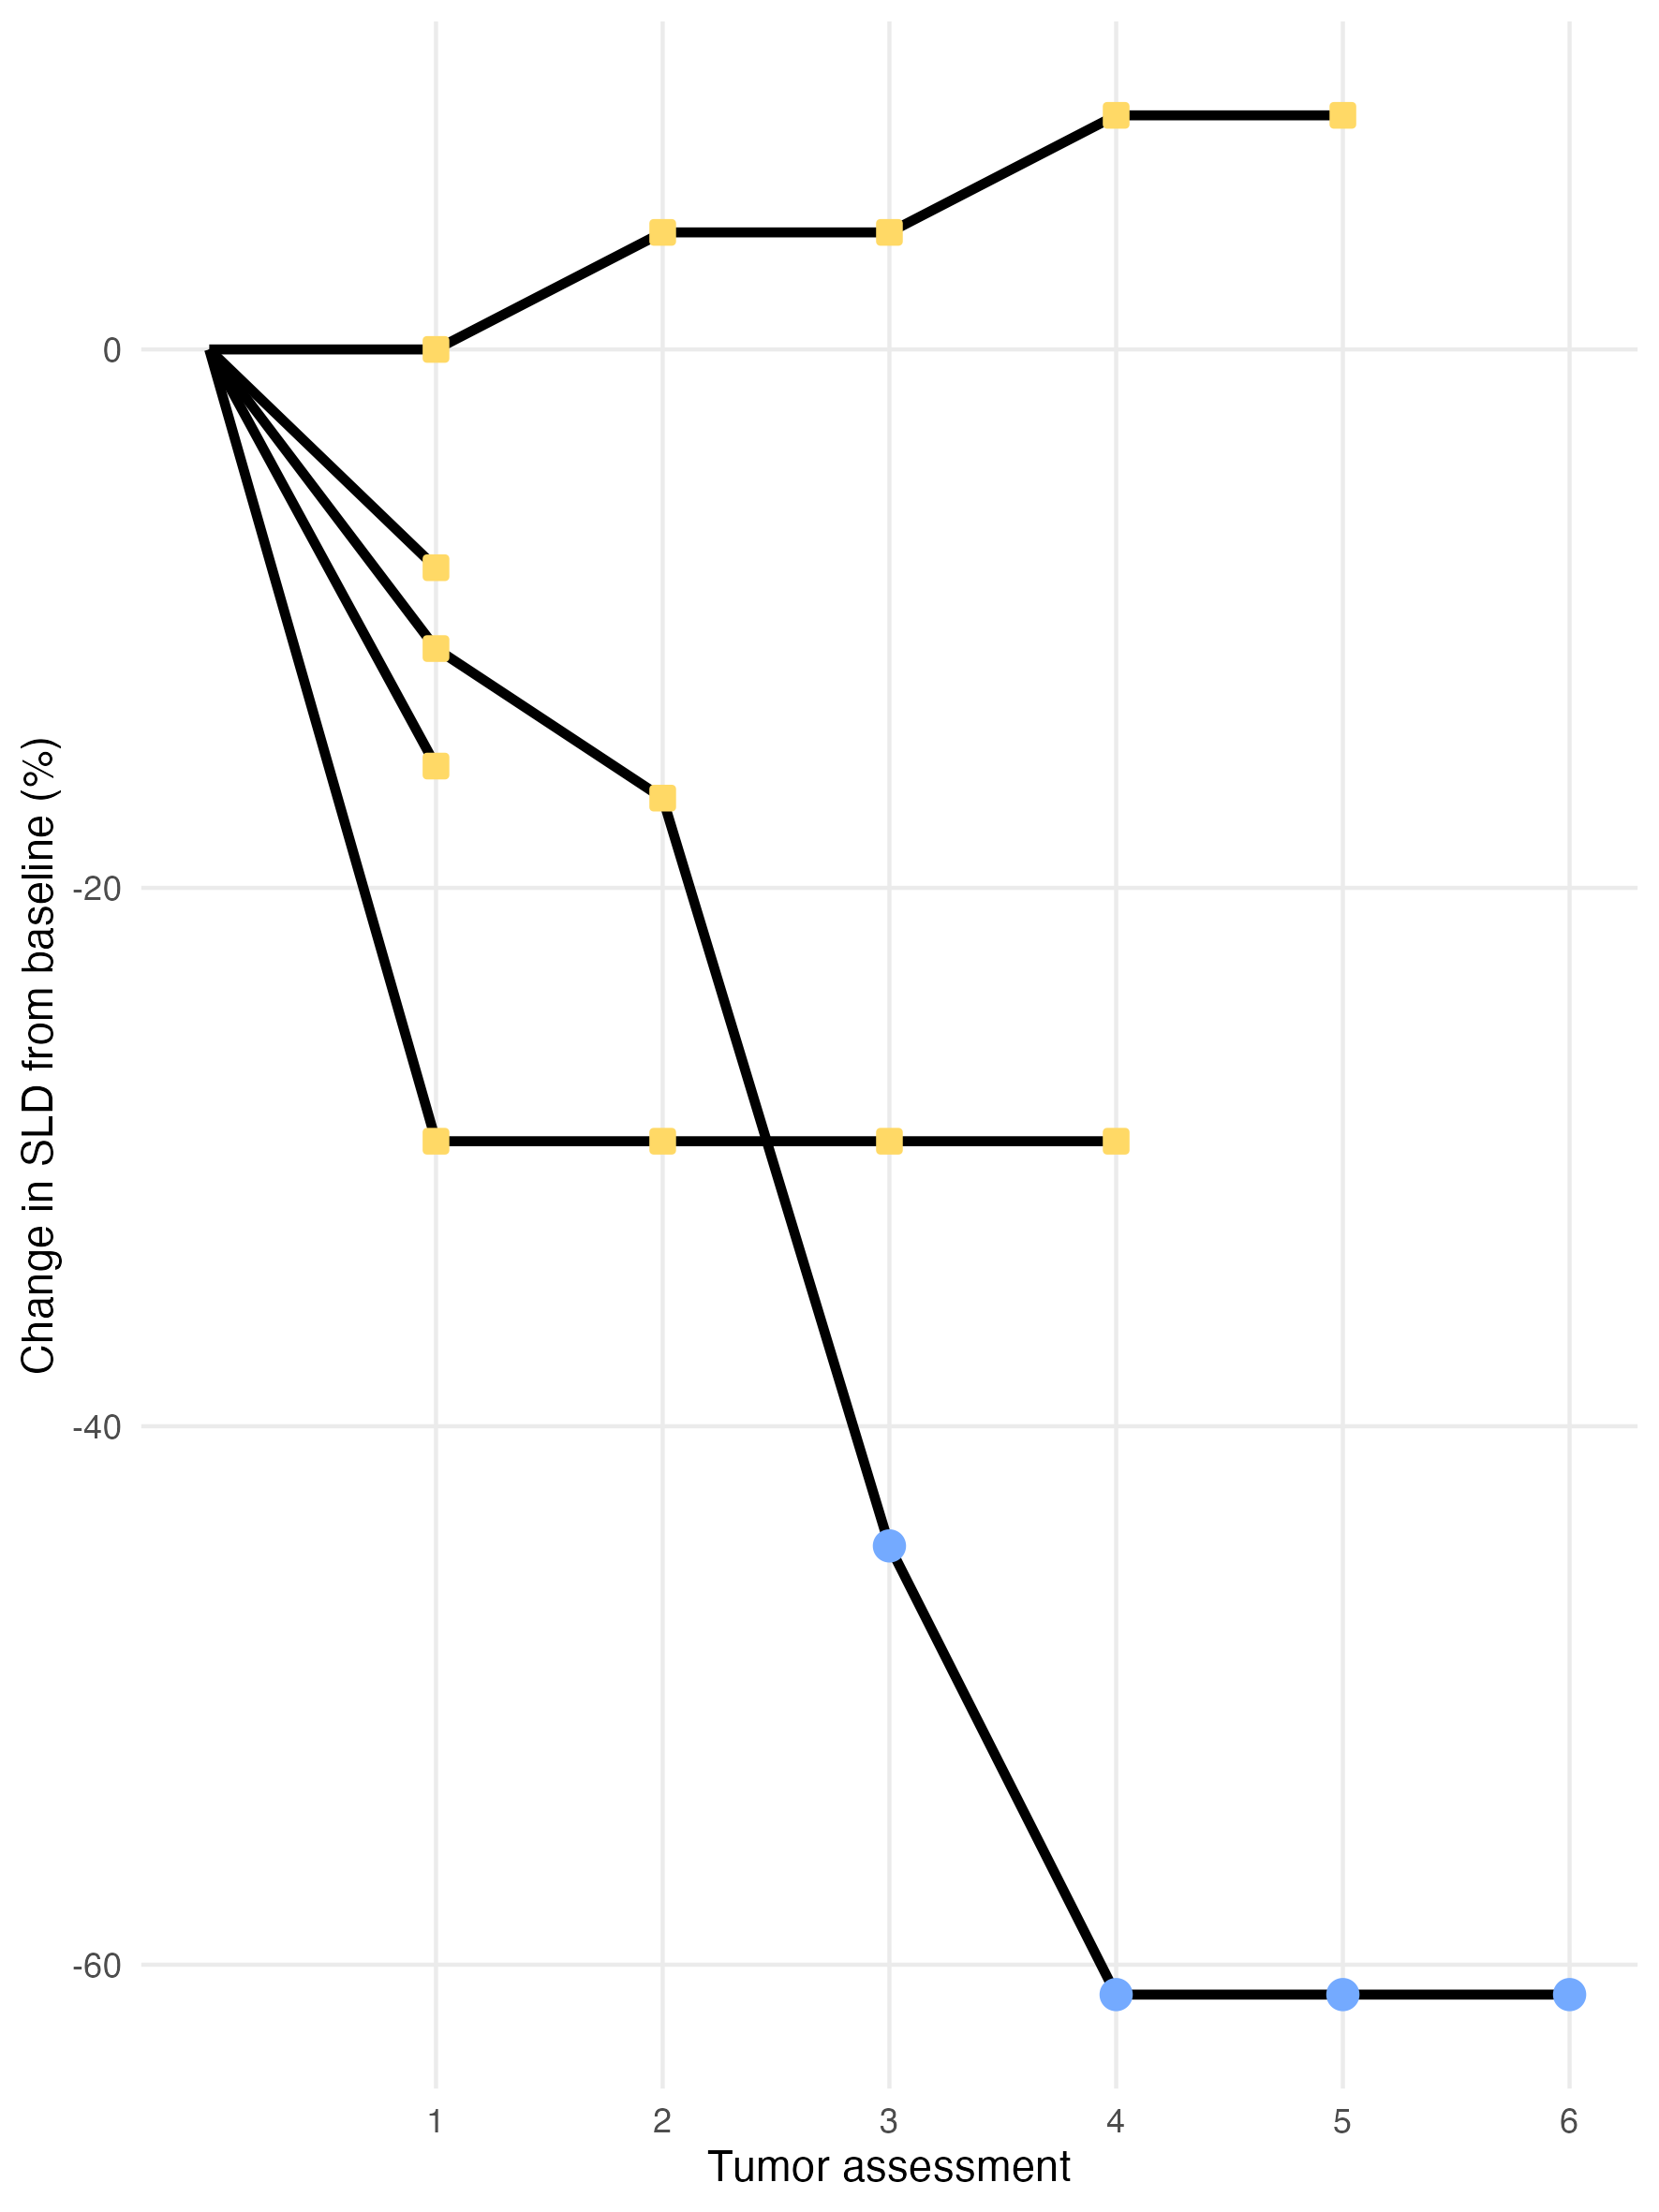 Change in SLD from baseline (%)
0
-20
-40
-60
1 2 3 4 5 6
Tumor assessment